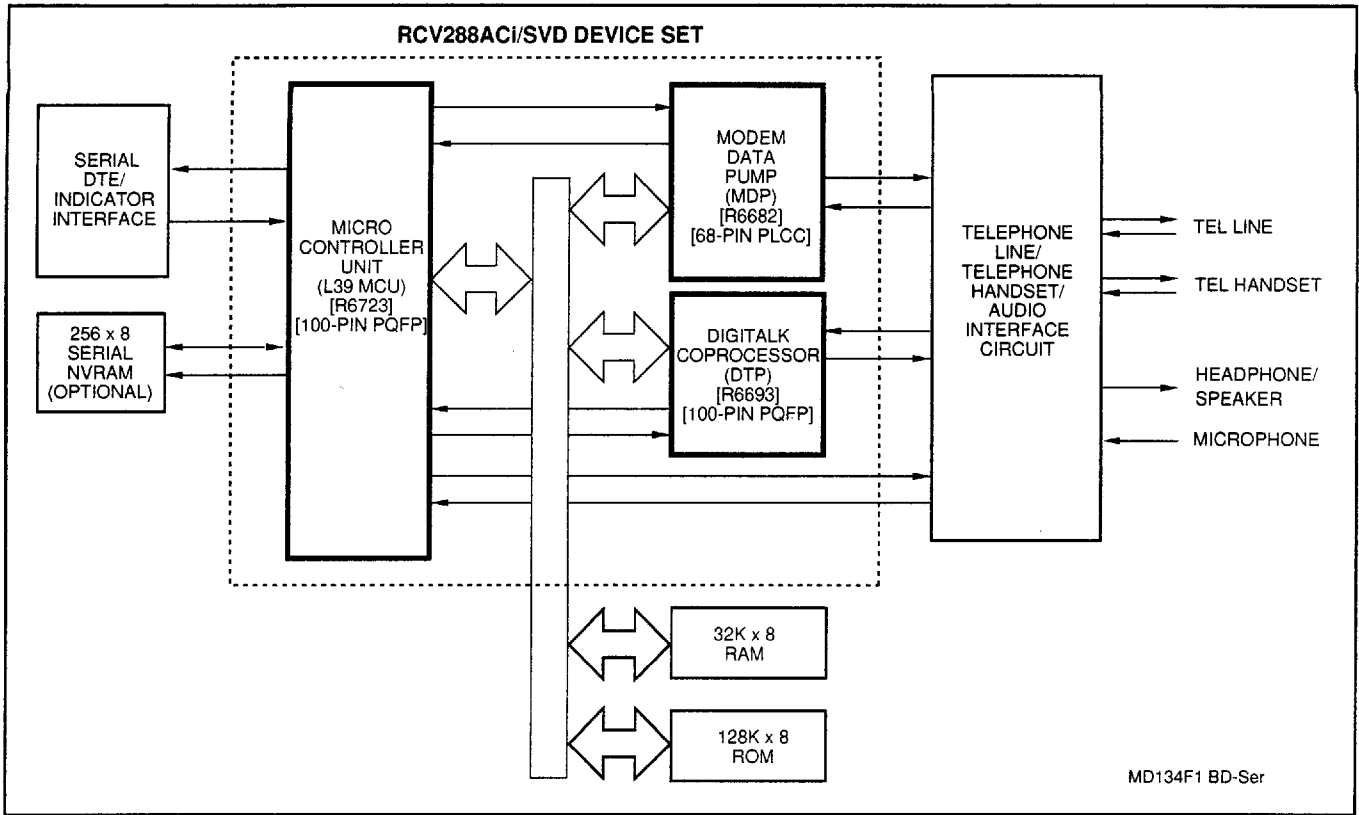 RCV288ACi/SVD DEVICE SET
SERIAL
DTE/
INDICATOR
INTERFACE
256 x 8
SERIAL
NVRAM
(OPTIONAL)
MICRO
CONTROLLER
UNIT
(L39 MCU)
[R6723]
[100-PIN PQFP]
MODEM
DATA
PUMP
(MDP)
[R6682]
[68-PIN PLCC]
DIGITALK
COPROCESSOR
(DTP)
[R6693]
[100-PIN PQFP]
TELEPHONE
LINE/
TELEPHONE
HANDSET/
AUDIO
INTERFACE
CIRCUIT
TEL LINE
TEL HANDSET
HEADPHONE/
SPEAKER
MICROPHONE
32K x 8
RAM
128K x 8
ROM
MD134F1 BD-Ser